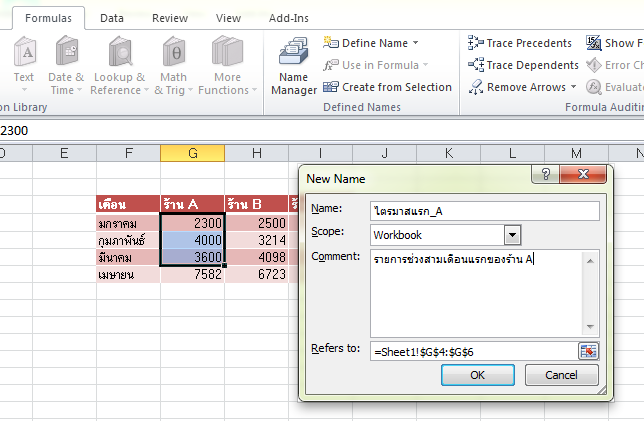 Formulas Data Review View Add-Ins
Text Date & Time Lookup & Reference Math & Trig More Functions
Name Manager
Define Name
Use in Formula
Create from Selection
Trace Precedents Show F
Trace Dependents Error Ch
Remove Arrows Evaluate
on Library Defined Names Formula Auditing
2300
E F G H I J K L M N
เดือน ร้าน A ร้าน B
มกราคม 2300 2500
กุมภาพันธ์ 4000 3214
มีนาคม 3600 4098
เมษายน 7582 6723
New Name
Name: ไตรมาสแรก_A
Scope: Workbook
Comment: รายการช่วงสามเดือนแรกของร้าน A
Refers to: =Sheet1!$G$4:$G$6
OK Cancel